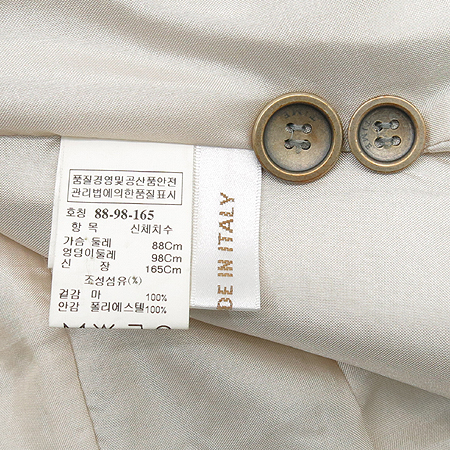 품질경영및공산품안전
관리법에의한품질표시
호칭 88-98-165
항 목 신체치수
가슴 둘레 88Cm
엉덩이둘레 98Cm
신 장 165Cm
조성섬유(%)
겉감 마 100%
안감 폴리에스텔 100%
DE IN ITALY